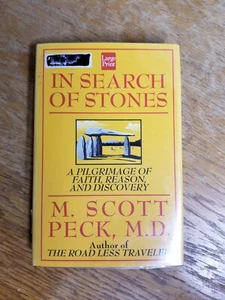 Large
Print
IN SEARCH
OF STONES
A PILGRIMAGE OF
FAITH, REASON,
AND DISCOVERY
M. SCOTT
PECK, M.D.
Author of
THE ROAD LESS TRAVELED